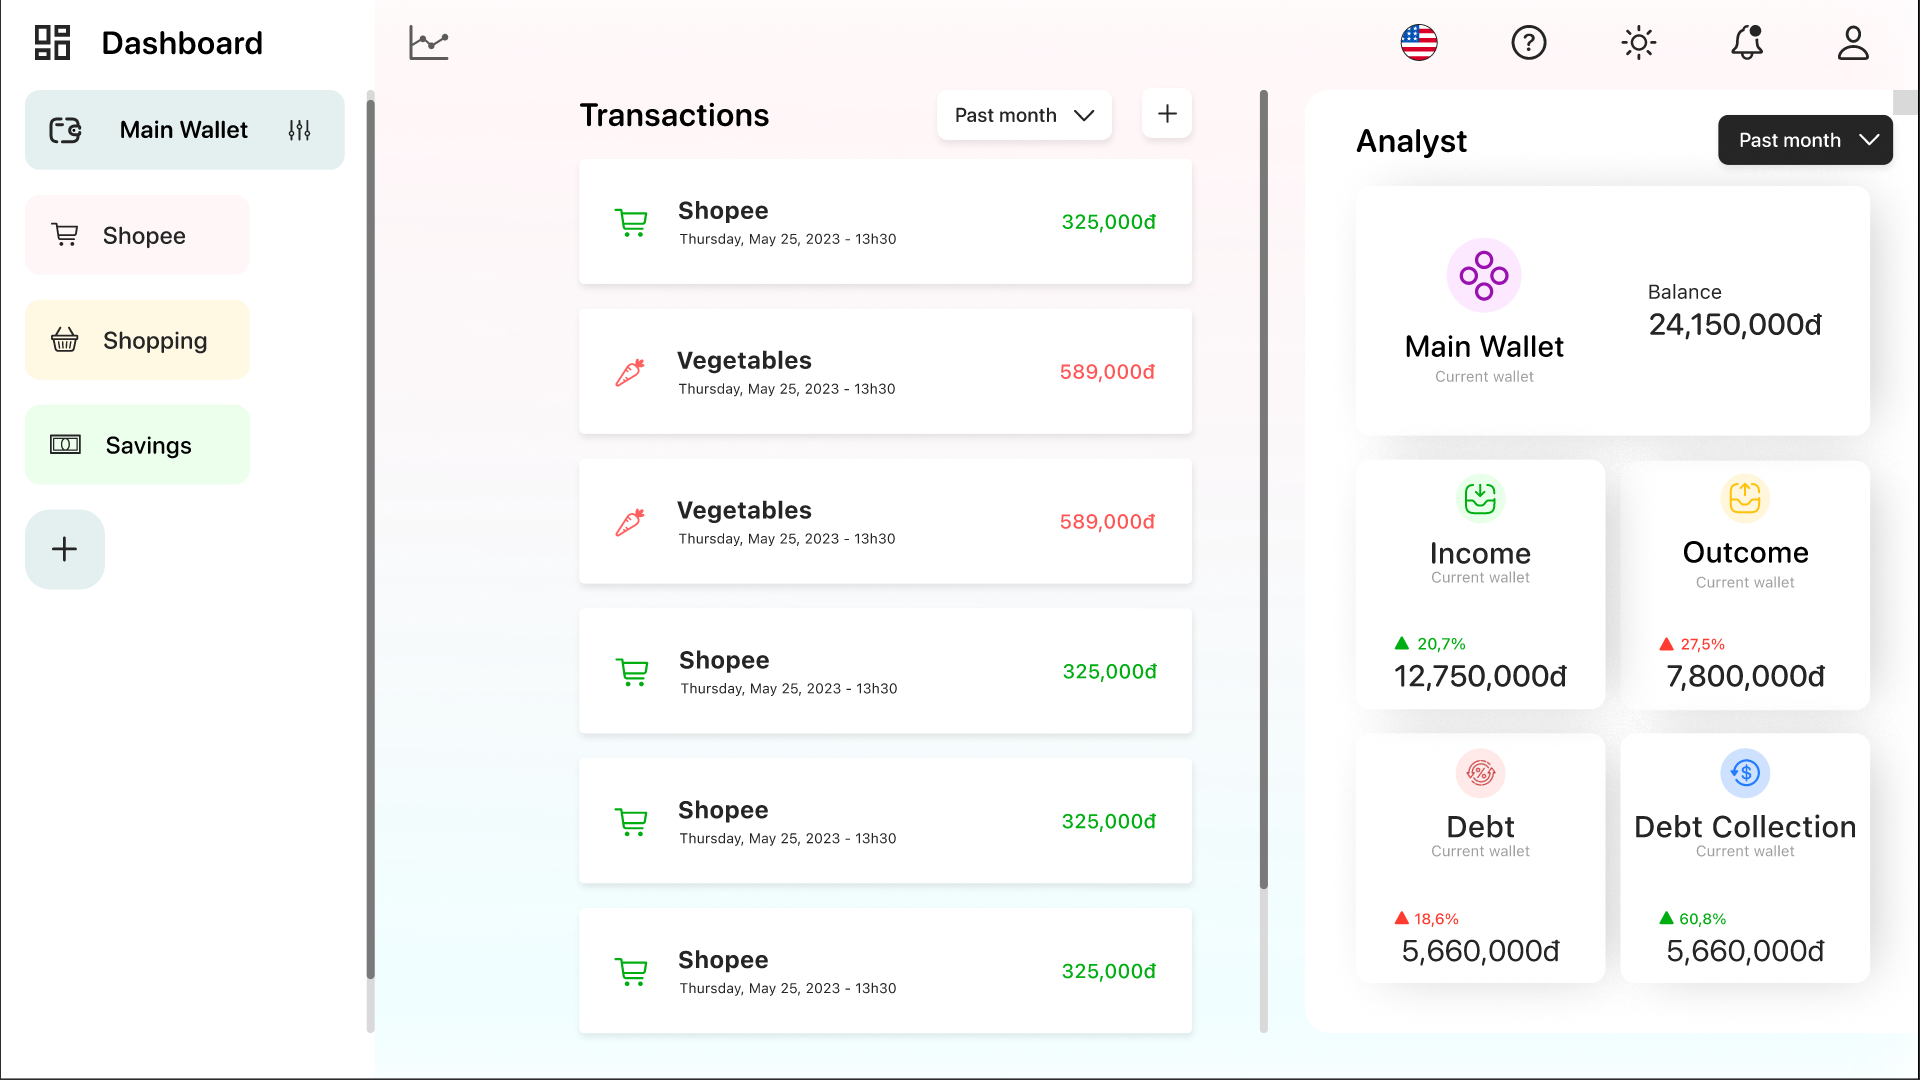 Dashboard
Main Wallet
Shopee
Shopping
Savings
Transactions
Past month
Shopee
Thursday, May 25, 2023 - 13h30
325,000đ
Vegetables
Thursday, May 25, 2023 - 13h30
589,000đ
Vegetables
Thursday, May 25, 2023 - 13h30
589,000đ
Shopee
Thursday, May 25, 2023 - 13h30
325,000đ
Shopee
Thursday, May 25, 2023 - 13h30
325,000đ
Shopee
Thursday, May 25, 2023 - 13h30
325,000đ
Analyst
Past month
Main Wallet
Current wallet
Balance
24,150,000đ
Income
Current wallet
20,7%
12,750,000đ
Outcome
Current wallet
27,5%
7,800,000đ
Debt
Current wallet
18,6%
5,660,000đ
Debt Collection
Current wallet
60,8%
5,660,000đ